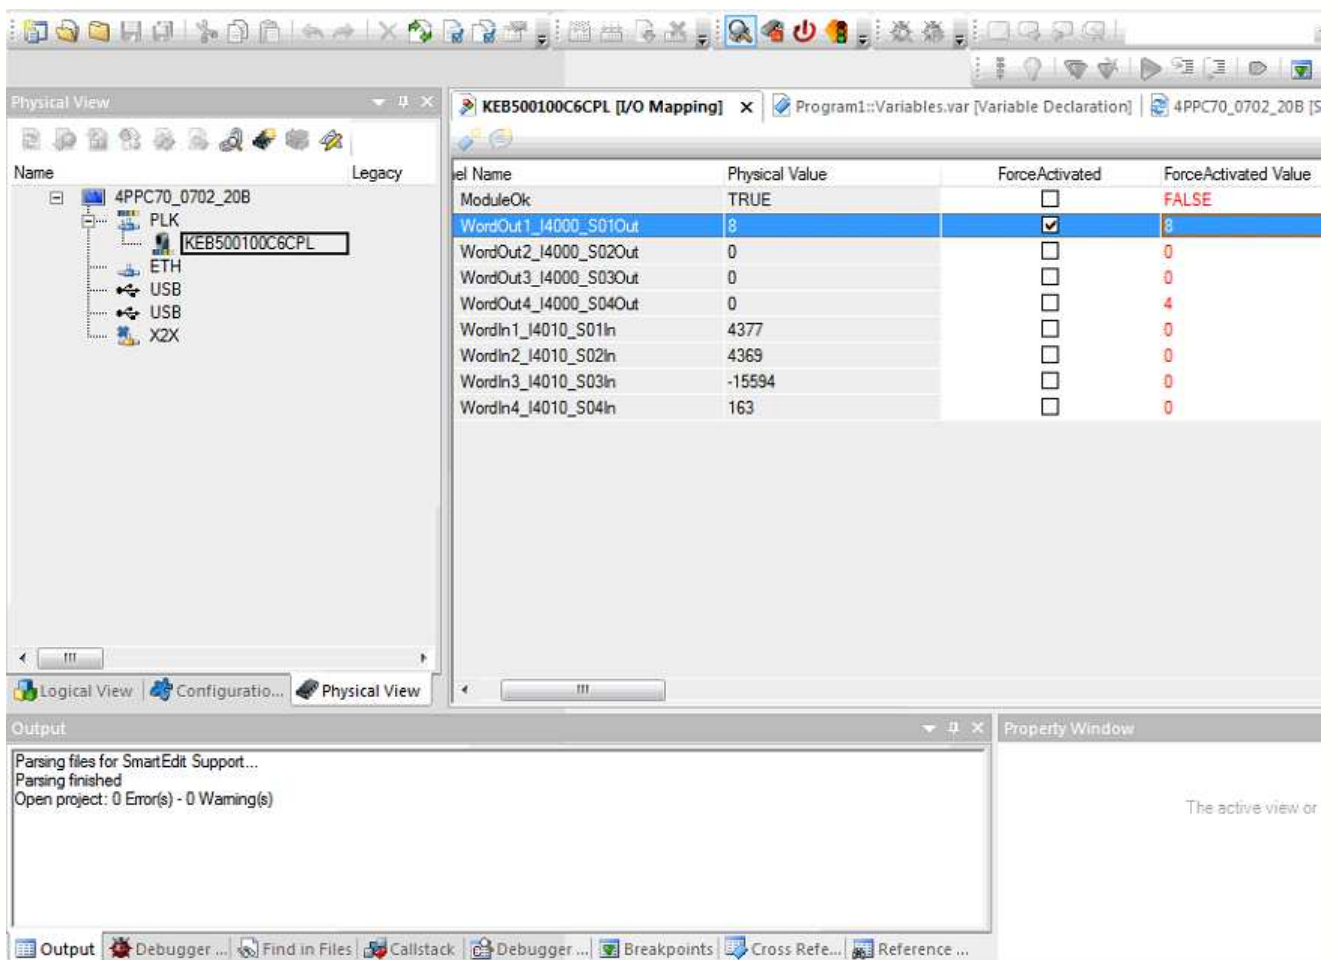 Physical View
KEB500100C6CPL [I/O Mapping]
Program1::Variables.var [Variable Declaration]
4PPC70_0702_20B [S
Name
Legacy
4PPC70_0702_20B
PLK
KEB500100C6CPL
ETH
USB
USB
X2X
nel Name Physical Value ForceActivated ForceActivated Value
ModuleOk TRUE FALSE
WordOut1_I4000_S01Out 8 8
WordOut2_I4000_S02Out 0 0
WordOut3_I4000_S03Out 0 0
WordOut4_I4000_S04Out 0 4
WordIn1_I4010_S01In 4377 0
WordIn2_I4010_S02In 4369 0
WordIn3_I4010_S03In -15594 0
WordIn4_I4010_S04In 163 0
Logical View
Configuratio...
Physical View
Output
Property Window
Parsing files for SmartEdit Support...
Parsing finished
Open project: 0 Error(s) - 0 Warning(s)
The active view or
Output
Debugger ...
Find in Files
Callstack
Debugger ...
Breakpoints
Cross Refe...
Reference ...